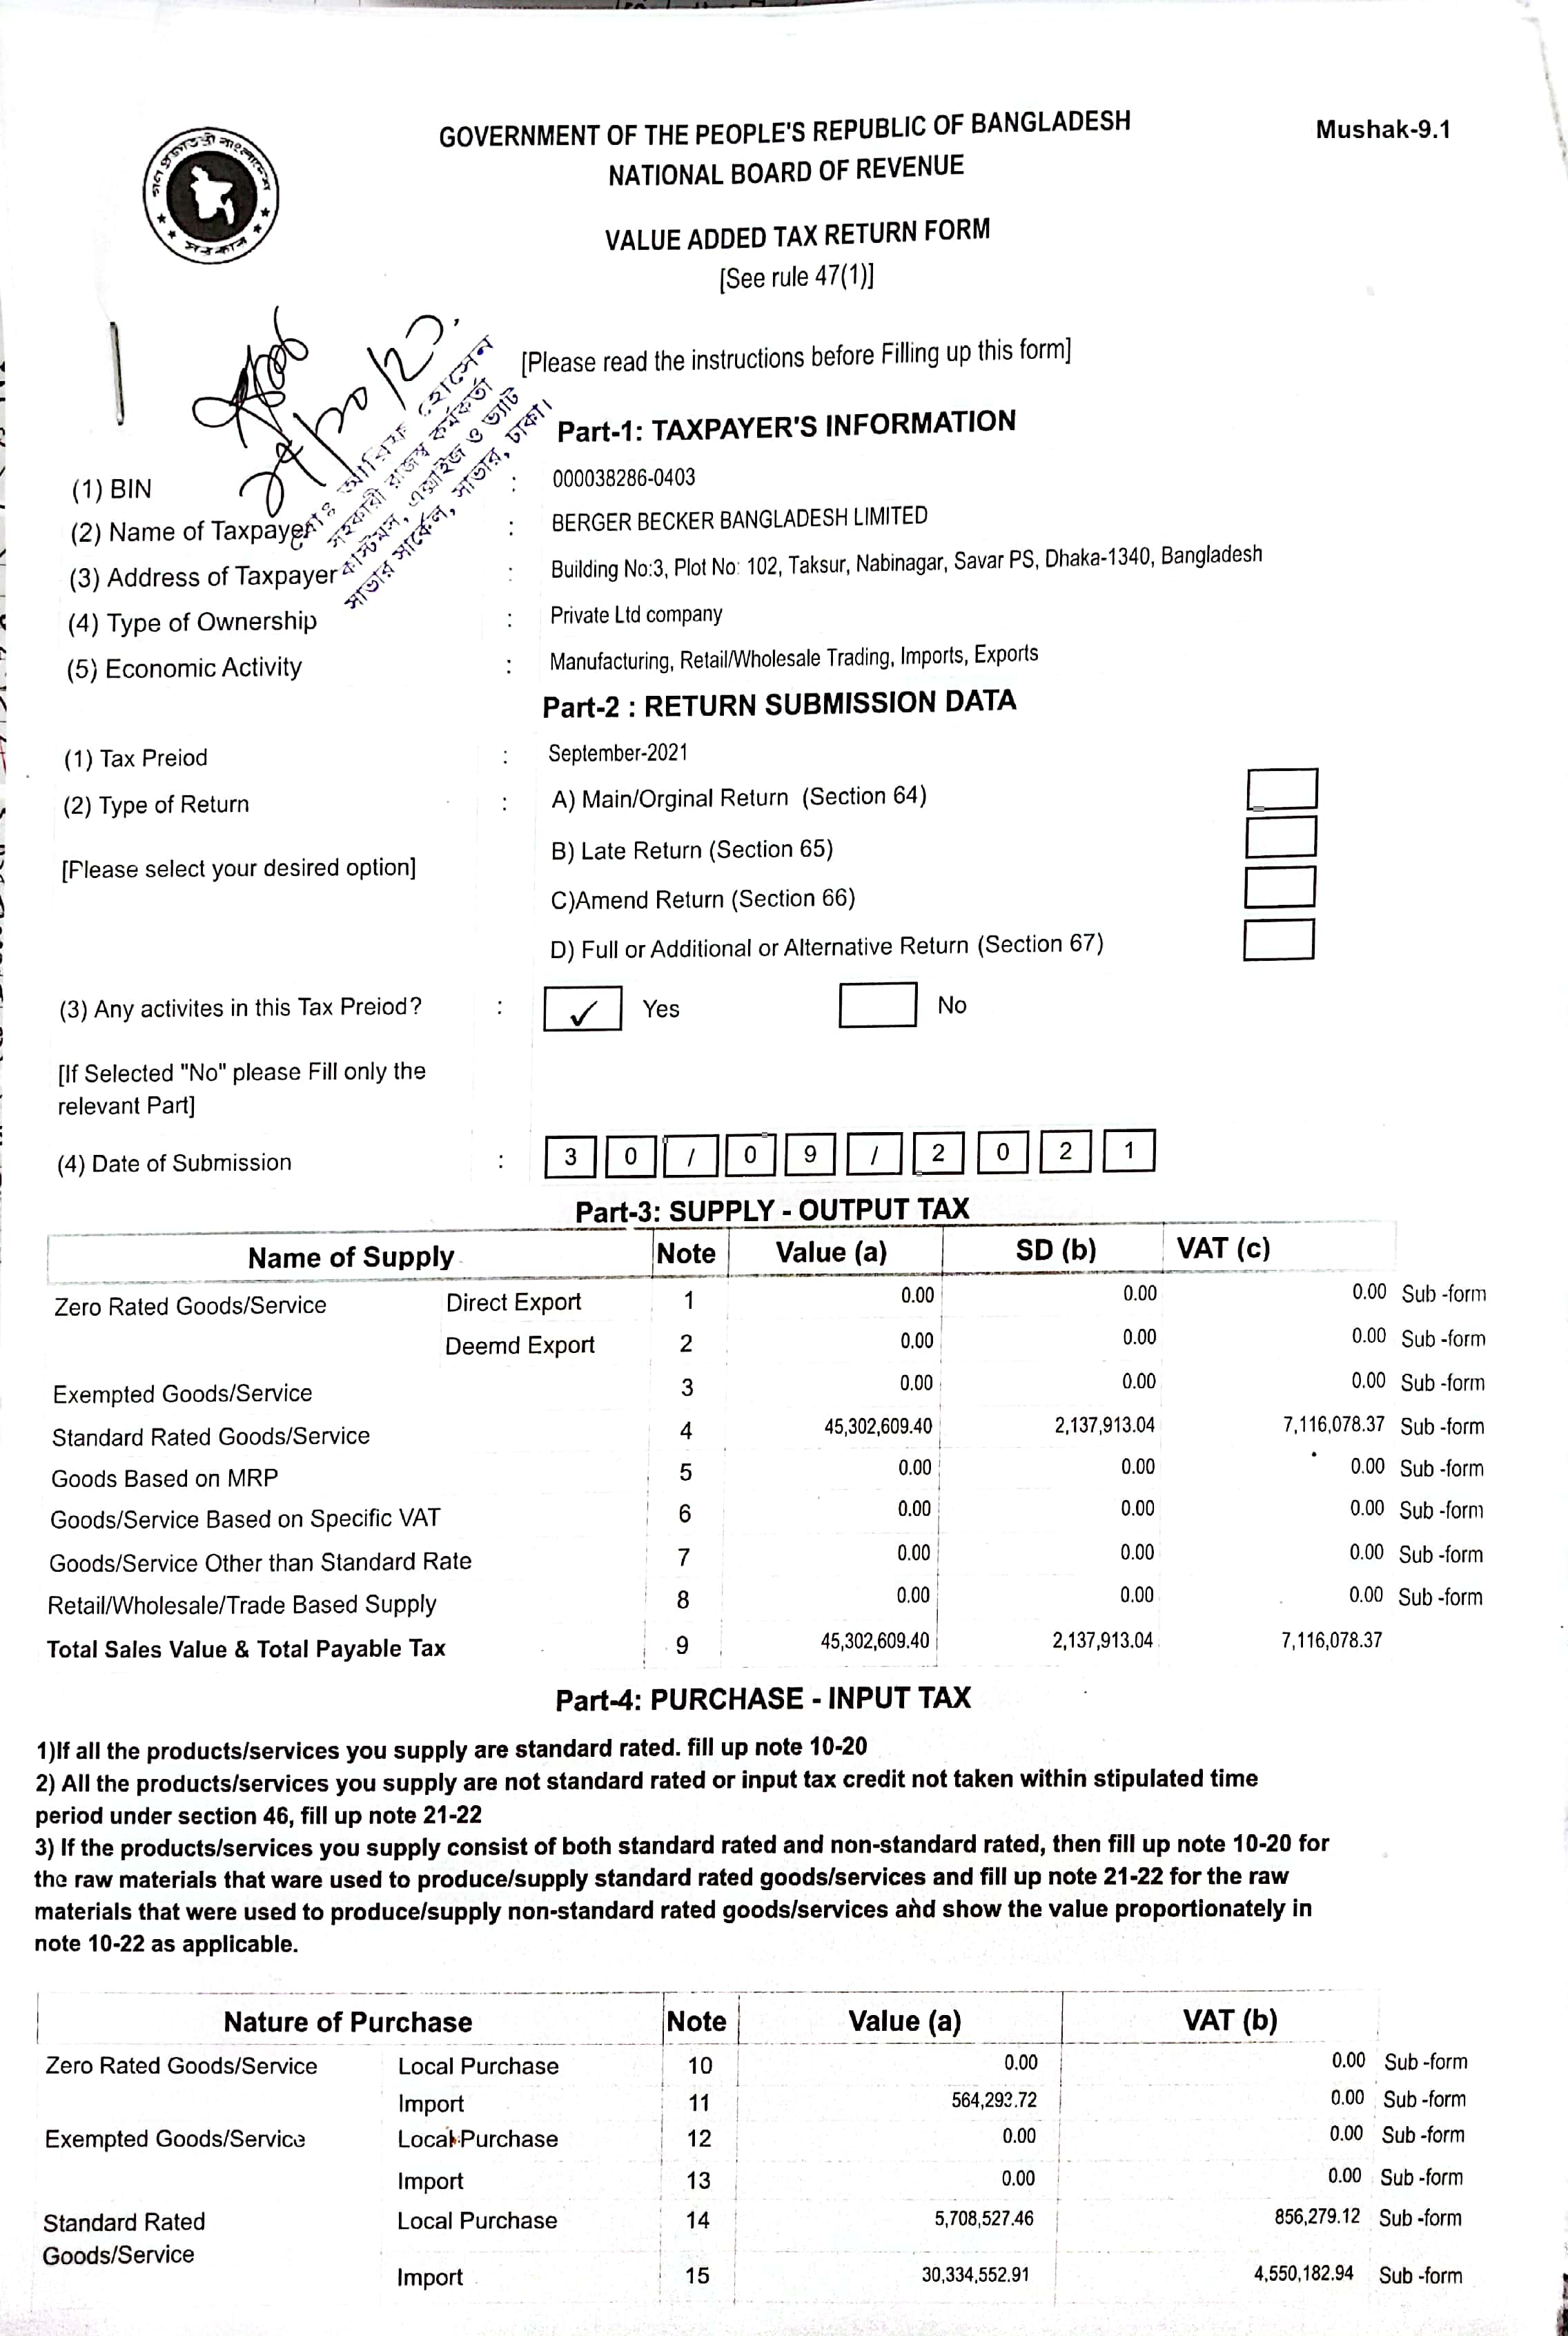 GOVERNMENT OF THE PEOPLE'S REPUBLIC OF BANGLADESH
Mushak-9.1
NATIONAL BOARD OF REVENUE
VALUE ADDED TAX RETURN FORM
[See rule 47(1)]
[Please read the instructions before Filling up this form]
আরিফ হোসেন
সহকারী রাজস্ব কর্মকর্তা
কাস্টমস, এক্সাইজ ও ভ্যাট
সাভার সার্কেল, সাভার, ঢাকা।
Part-1: TAXPAYER'S INFORMATION
(1) BIN : 000038286-0403
(2) Name of Taxpayer : BERGER BECKER BANGLADESH LIMITED
(3) Address of Taxpayer : Building No:3, Plot No: 102, Taksur, Nabinagar, Savar PS, Dhaka-1340, Bangladesh
(4) Type of Ownership : Private Ltd company
(5) Economic Activity : Manufacturing, Retail/Wholesale Trading, Imports, Exports
Part-2 : RETURN SUBMISSION DATA
(1) Tax Preiod : September-2021
(2) Type of Return : A) Main/Orginal Return (Section 64)
B) Late Return (Section 65)
[Please select your desired option]
C)Amend Return (Section 66)
D) Full or Additional or Alternative Return (Section 67)
(3) Any activites in this Tax Preiod? : ✓ Yes No
[If Selected "No" please Fill only the
relevant Part]
(4) Date of Submission : 3 0 / 0 9 / 2 0 2 1
Part-3: SUPPLY - OUTPUT TAX
Name of Supply Note Value (a) SD (b) VAT (c)
Zero Rated Goods/Service Direct Export 1 0.00 0.00 0.00 Sub -form
Deemd Export 2 0.00 0.00 0.00 Sub -form
Exempted Goods/Service 3 0.00 0.00 0.00 Sub -form
Standard Rated Goods/Service 4 45,302,609.40 2,137,913.04 7,116,078.37 Sub -form
Goods Based on MRP 5 0.00 0.00 0.00 Sub -form
Goods/Service Based on Specific VAT 6 0.00 0.00 0.00 Sub -form
Goods/Service Other than Standard Rate 7 0.00 0.00 0.00 Sub -form
Retail/Wholesale/Trade Based Supply 8 0.00 0.00 0.00 Sub -form
Total Sales Value & Total Payable Tax 9 45,302,609.40 2,137,913.04 7,116,078.37
Part-4: PURCHASE - INPUT TAX
1)If all the products/services you supply are standard rated. fill up note 10-20
2) All the products/services you supply are not standard rated or input tax credit not taken within stipulated time
period under section 46, fill up note 21-22
3) If the products/services you supply consist of both standard rated and non-standard rated, then fill up note 10-20 for
the raw materials that ware used to produce/supply standard rated goods/services and fill up note 21-22 for the raw
materials that were used to produce/supply non-standard rated goods/services and show the value proportionately in
note 10-22 as applicable.
Nature of Purchase Note Value (a) VAT (b)
Zero Rated Goods/Service Local Purchase 10 0.00 0.00 Sub -form
Import 11 564,293.72 0.00 Sub -form
Exempted Goods/Service Local Purchase 12 0.00 0.00 Sub -form
Import 13 0.00 0.00 Sub -form
Standard Rated Local Purchase 14 5,708,527.46 856,279.12 Sub -form
Goods/Service
Import 15 30,334,552.91 4,550,182.94 Sub -form